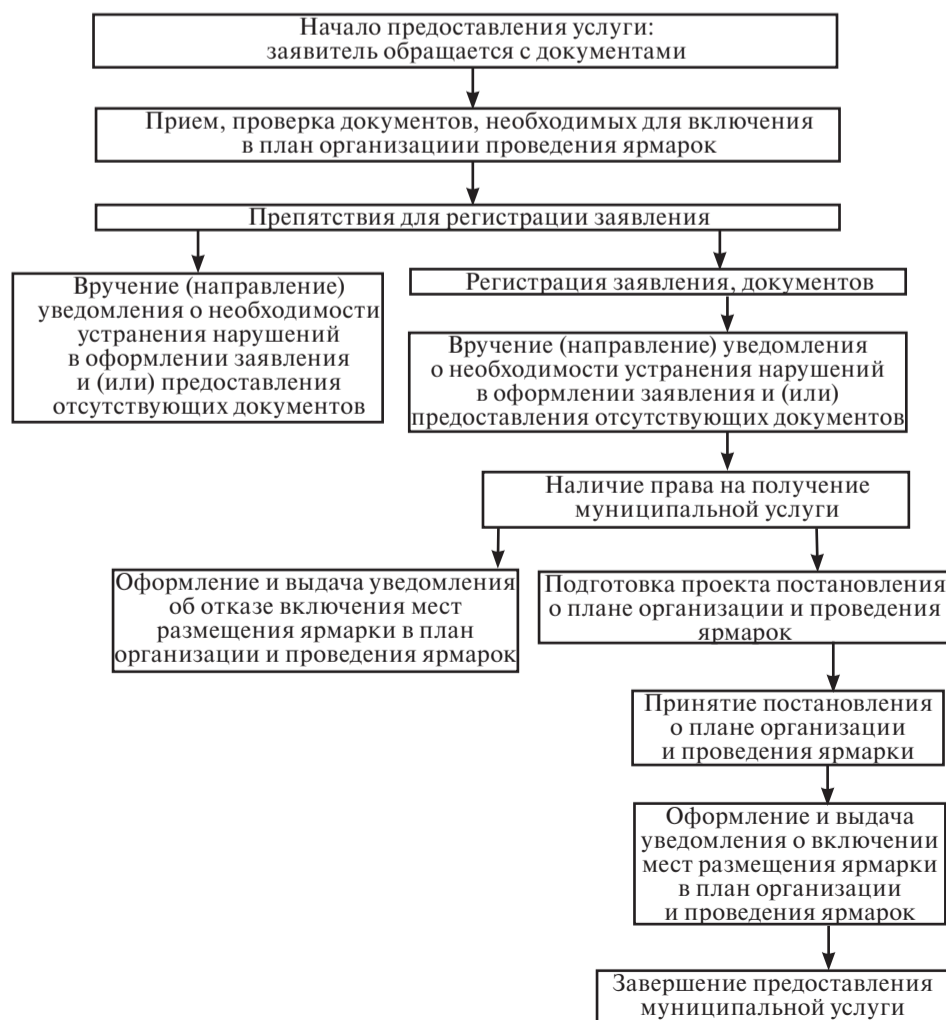 Начало предоставления услуги:
заявитель обращается с документами
Прием, проверка документов, необходимых для включения
в план организациии проведения ярмарок
Препятствия для регистрации заявления
Вручение (направление)
уведомления о необходимости
устранения нарушений
в оформлении заявления
и (или) предоставления
отсутствующих документов
Регистрация заявления, документов
Вручение (направление) уведомления
о необходимости устранения нарушений
в оформлении заявления и (или)
предоставления отсутствующих документов
Наличие права на получение
муниципальной услуги
Оформление и выдача уведомления
об отказе включения мест
размещения ярмарки в план
организации и проведения ярмарок
Подготовка проекта постановления
о плане организации и проведения
ярмарок
Принятие постановления
о плане организации
и проведения ярмарки
Оформление и выдача
уведомления о включении
мест размещения ярмарки
в план организации
и проведения ярмарок
Завершение предоставления
муниципальной услуги